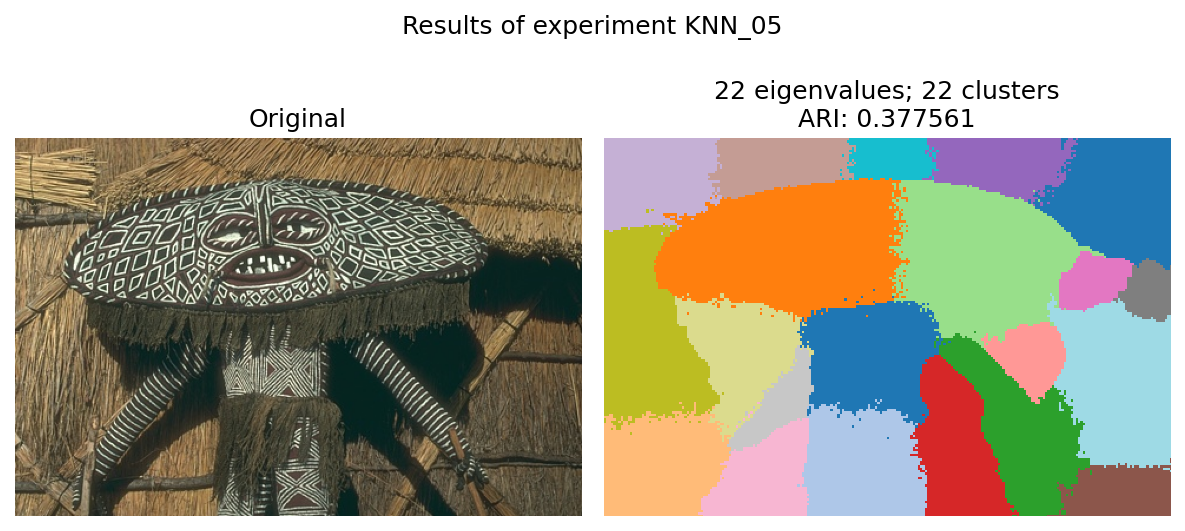 Results of experiment KNN_05
Original
22 eigenvalues; 22 clusters
ARI: 0.377561